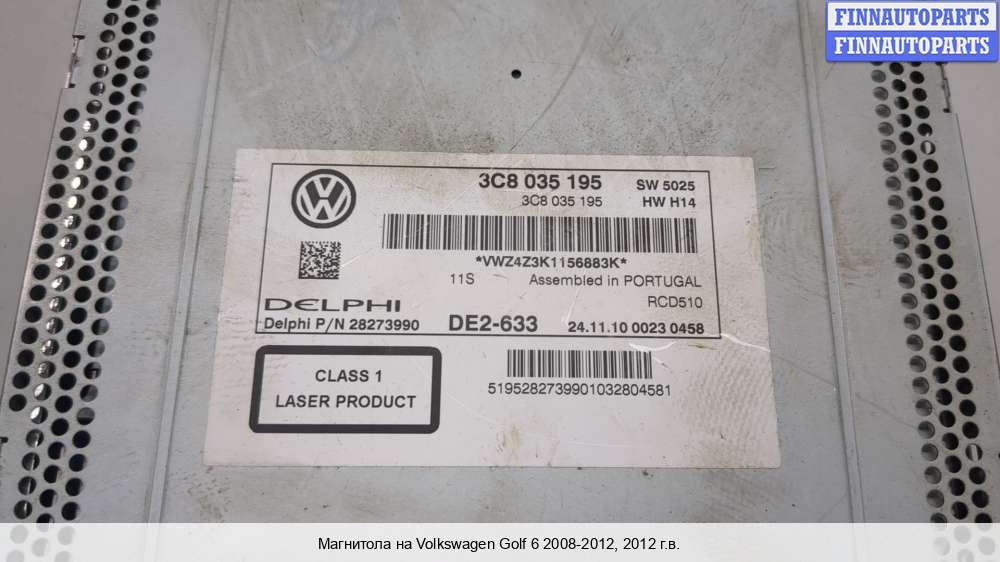 FINNAUTOPARTS
FINNAUTOPARTS
3C8 035 195 SW 5025
3C8 035 195 HW H14
*VWZ4Z3K1156883K*
11S Assembled in PORTUGAL
DELPHI RCD510
Delphi P/N 28273990 DE2-633 24.11.10 0023 0458
CLASS 1
LASER PRODUCT
5195282739901032804581
Магнитола на Volkswagen Golf 6 2008-2012, 2012 г.в.